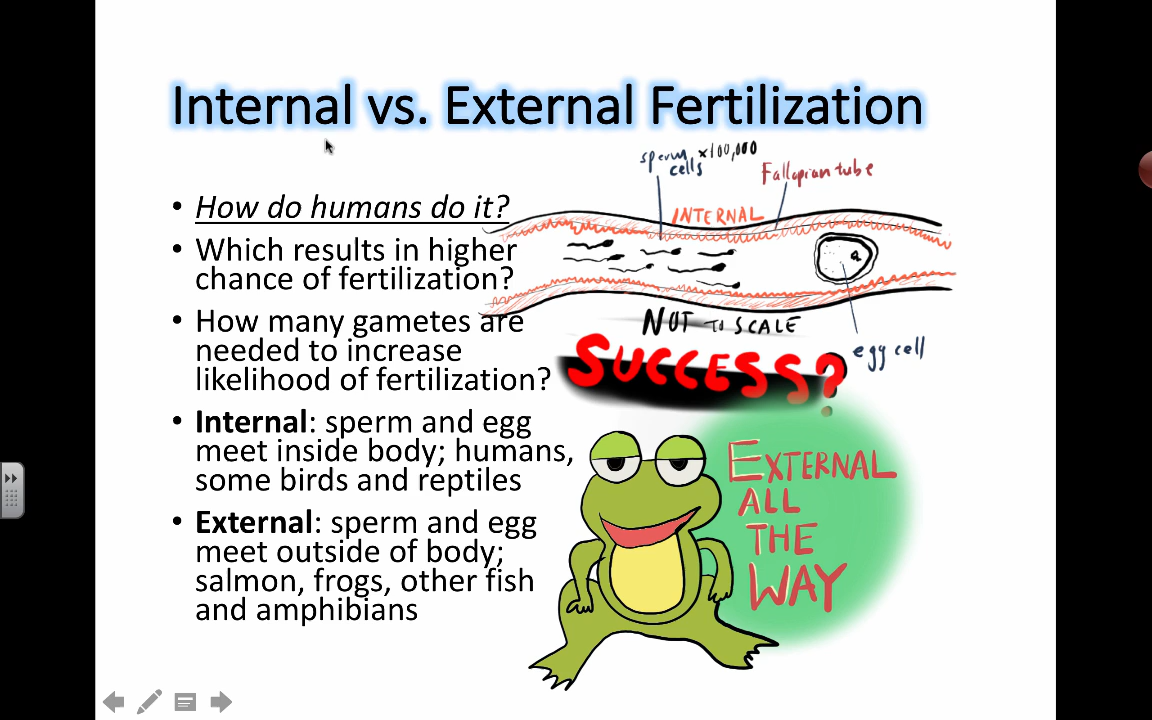 Internal vs. External Fertilization
• How do humans do it?
• Which results in higher
chance of fertilization?
• How many gametes are
needed to increase
likelihood of fertilization?
• Internal: sperm and egg
meet inside body; humans,
some birds and reptiles
• External: sperm and egg
meet outside of body;
salmon, frogs, other fish
and amphibians
sperm x100,000
cells
Fallopian tube
INTERNAL
NOT TO SCALE
egg cell
SUCCESS?
EXTERNAL
ALL
THE
WAY